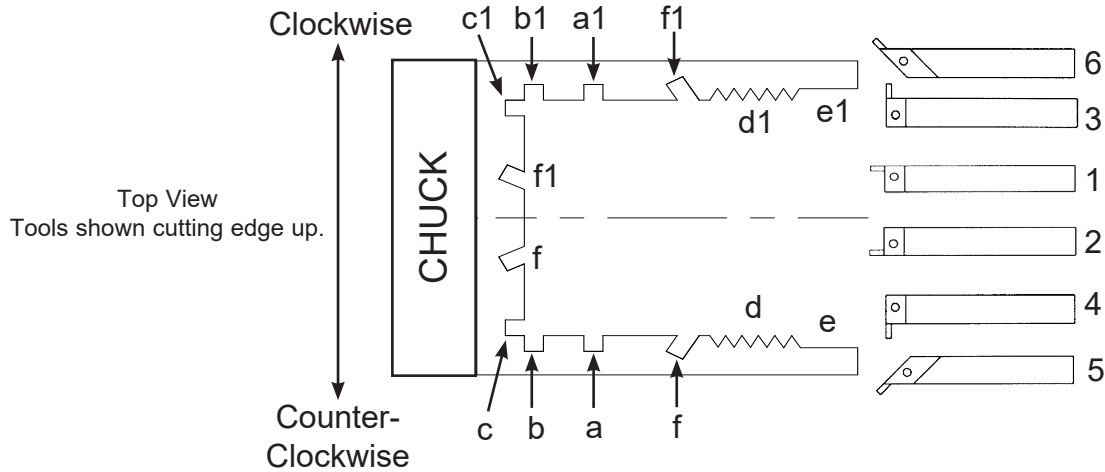 Clockwise
c1 b1 a1 f1
6
3
d1 e1
1
f1
Top View
Tools shown cutting edge up.
CHUCK
2
f
4
d e
5
Counter-
Clockwise
c b a f